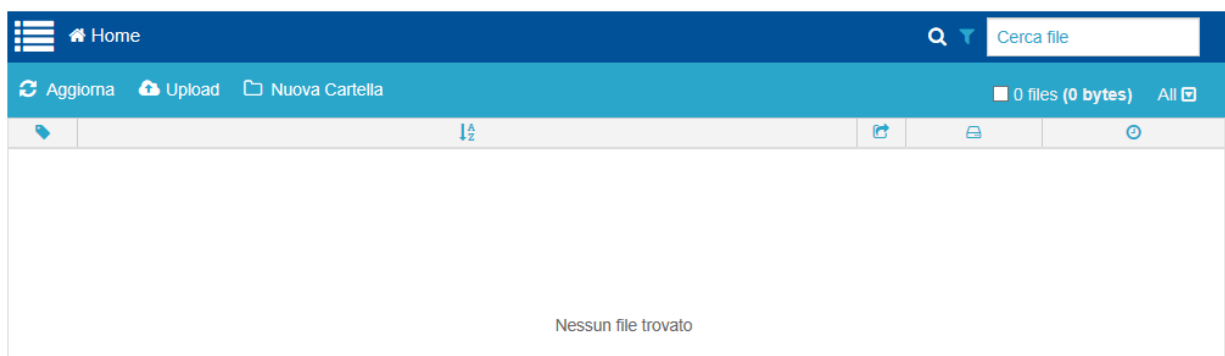 Home
Cerca file
Aggiorna Upload Nuova Cartella
0 files (0 bytes) All
Nessun file trovato